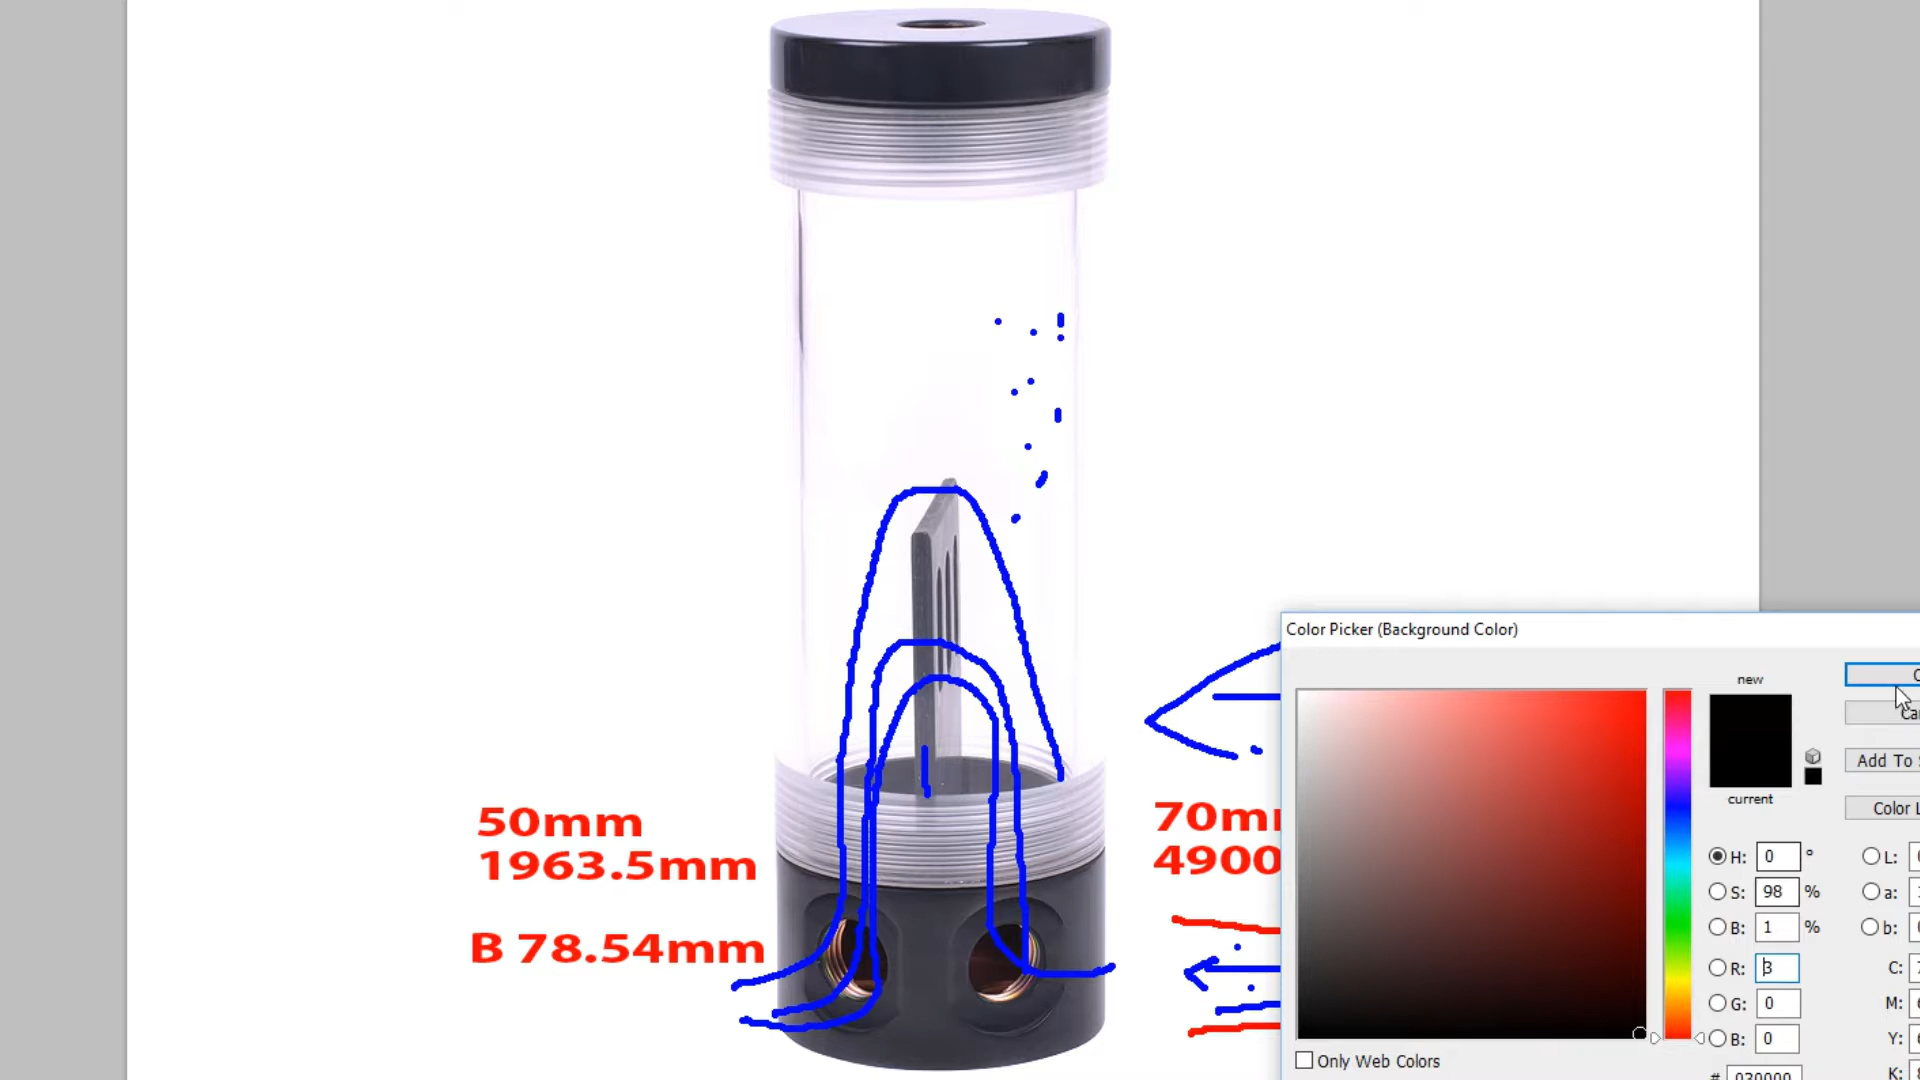 50mm
1963.5mm
B 78.54mm
4900
Color Picker (Background Color)
new
current
Add To
Color
H: 0 °
S: 98 %
B: 1 %
R: 3
G: 0
B: 0
L:
a:
b:
C:
M:
Y:
K:
Only Web Colors
# 030000